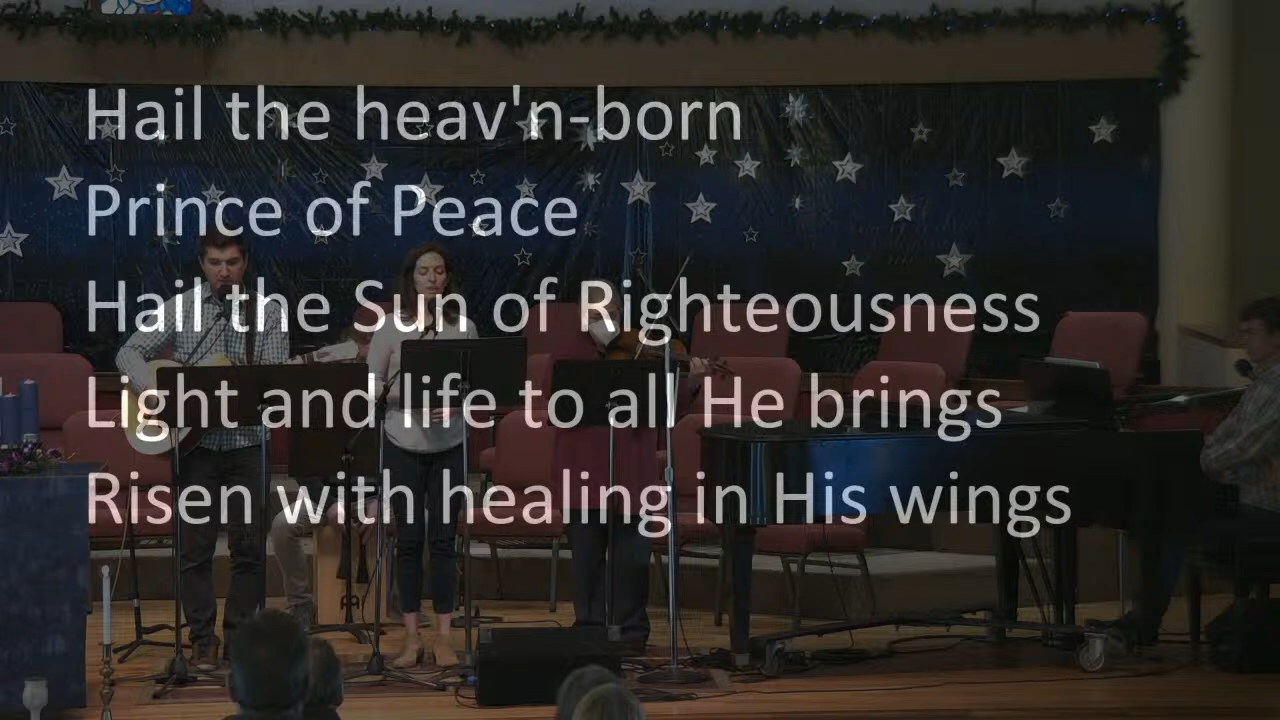 Hail the heav'n-born
Prince of Peace
Hail the Sun of Righteousness
Light and life to all He brings
Risen with healing in His wings